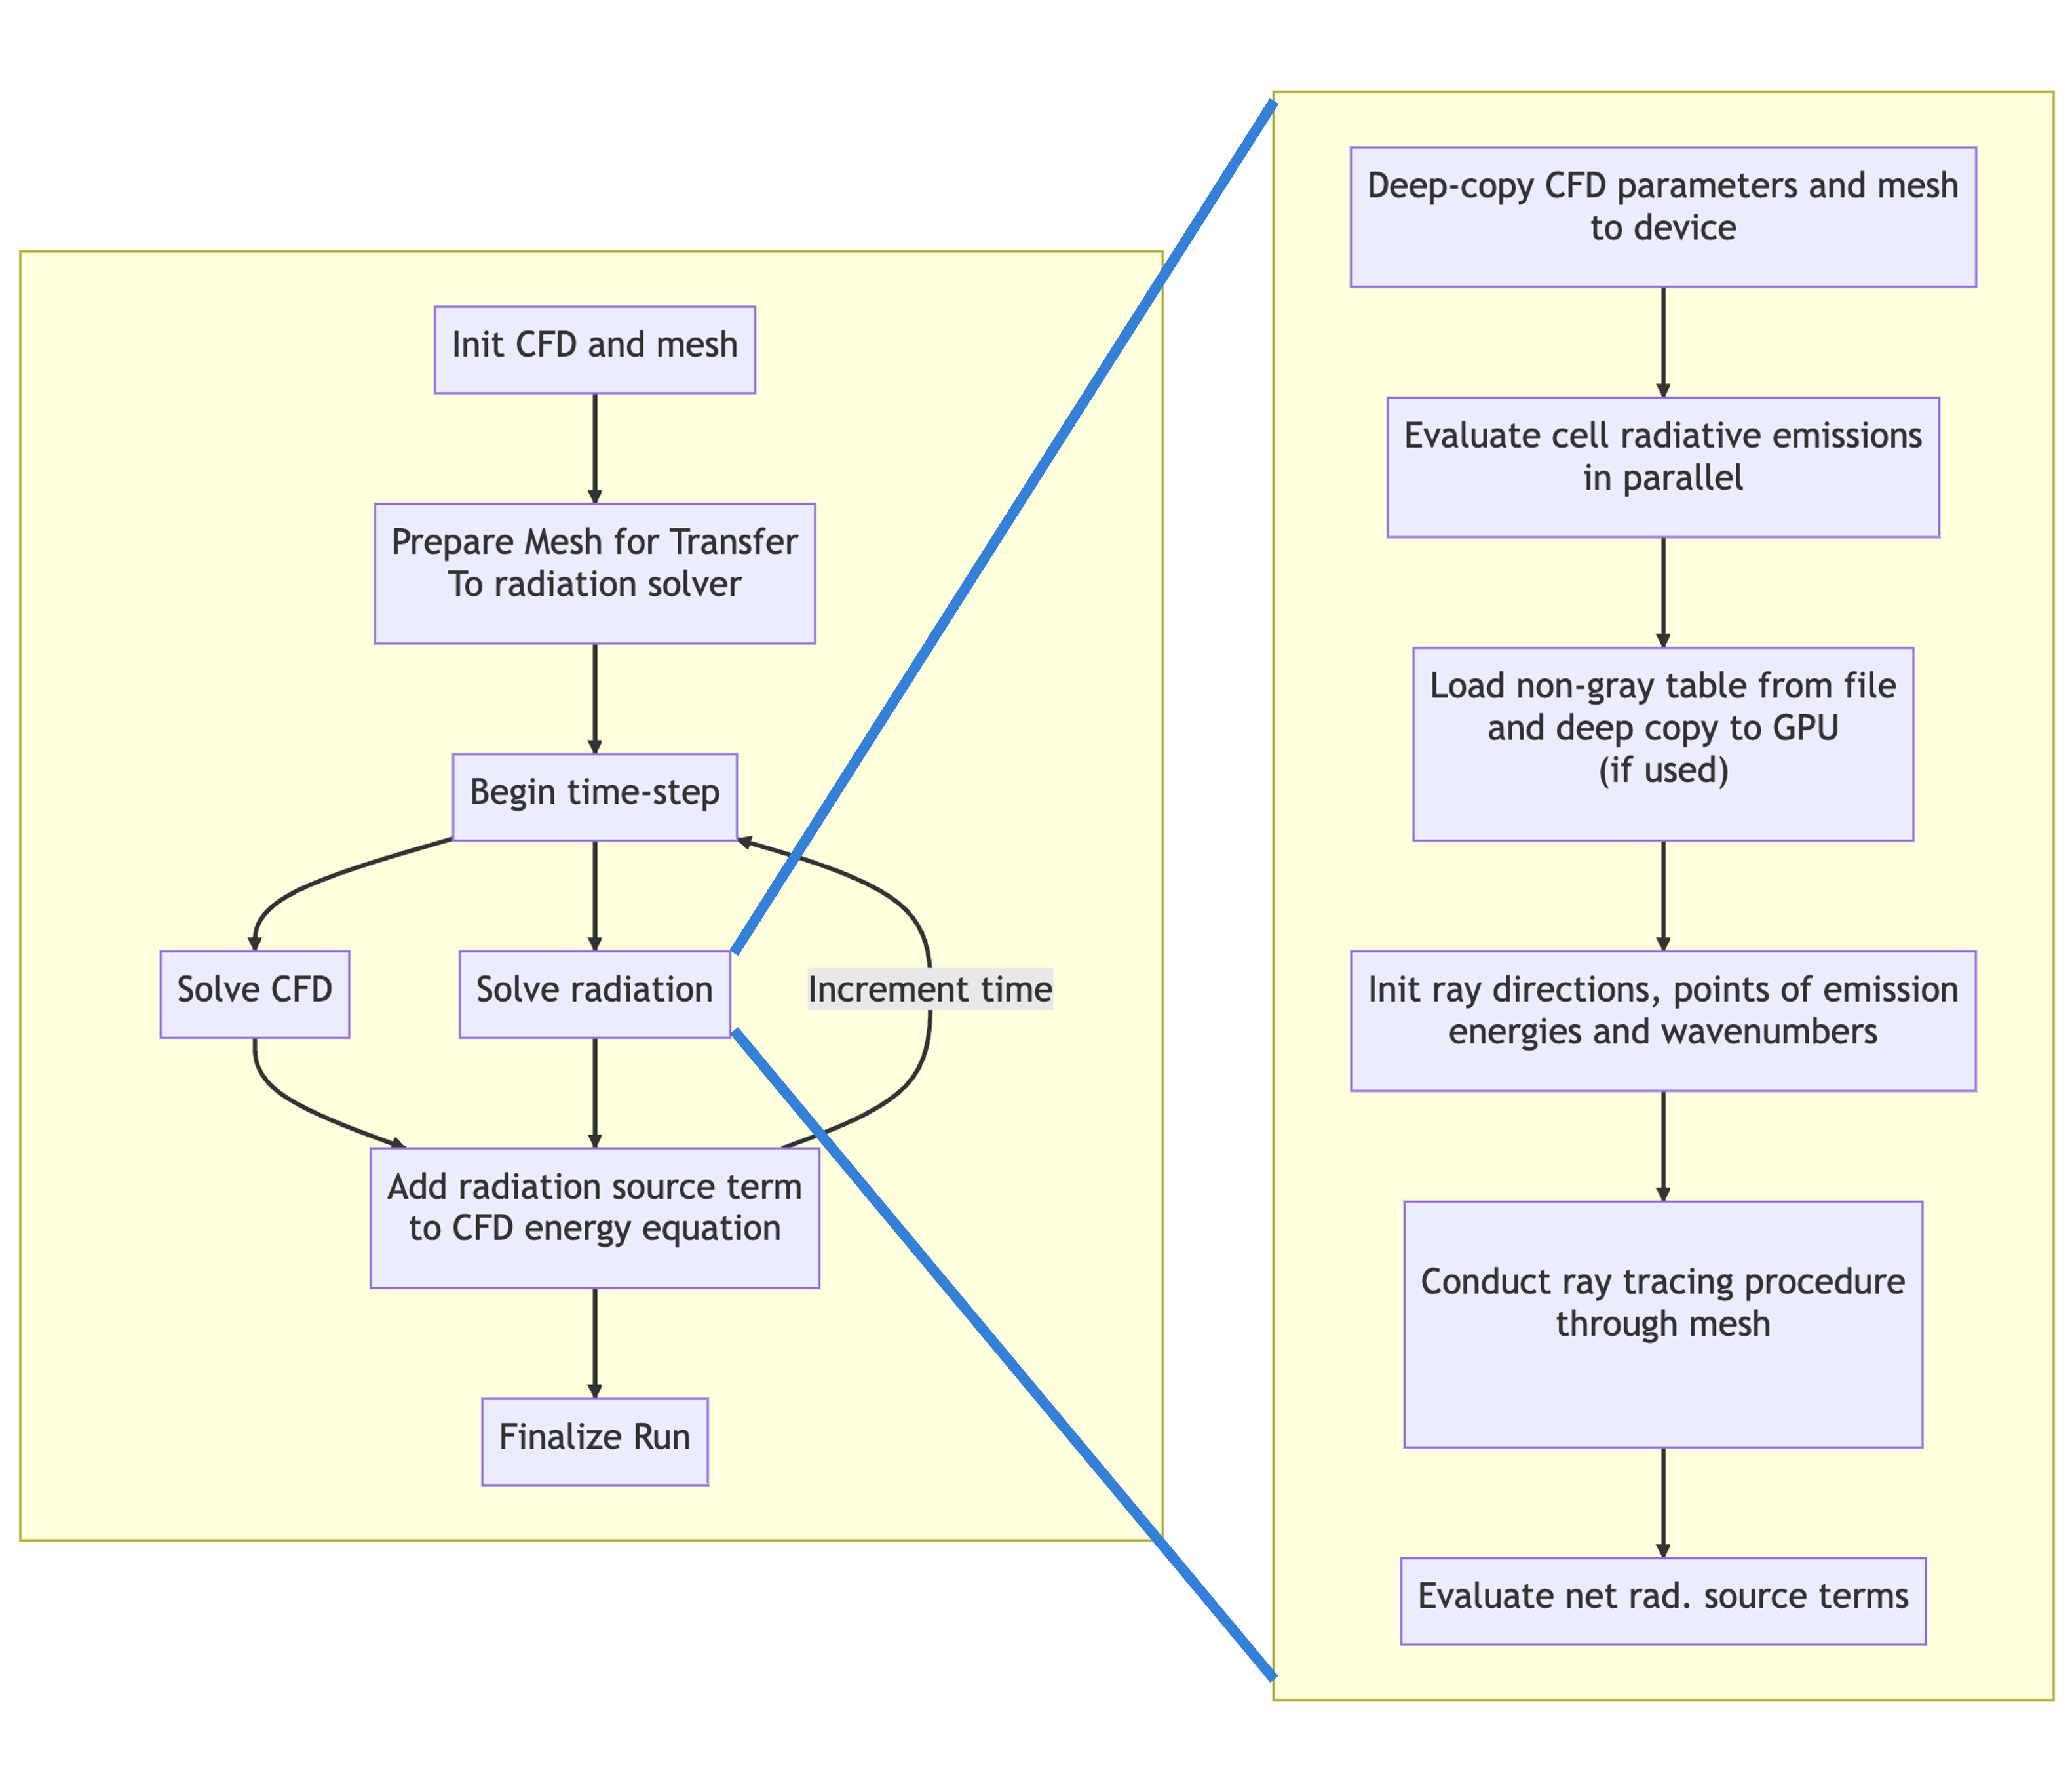 Init CFD and mesh
Prepare Mesh for Transfer
To radiation solver
Begin time-step
Solve CFD
Solve radiation
Increment time
Add radiation source term
to CFD energy equation
Finalize Run
Deep-copy CFD parameters and mesh
to device
Evaluate cell radiative emissions
in parallel
Load non-gray table from file
and deep copy to GPU
(if used)
Init ray directions, points of emission
energies and wavenumbers
Conduct ray tracing procedure
through mesh
Evaluate net rad. source terms